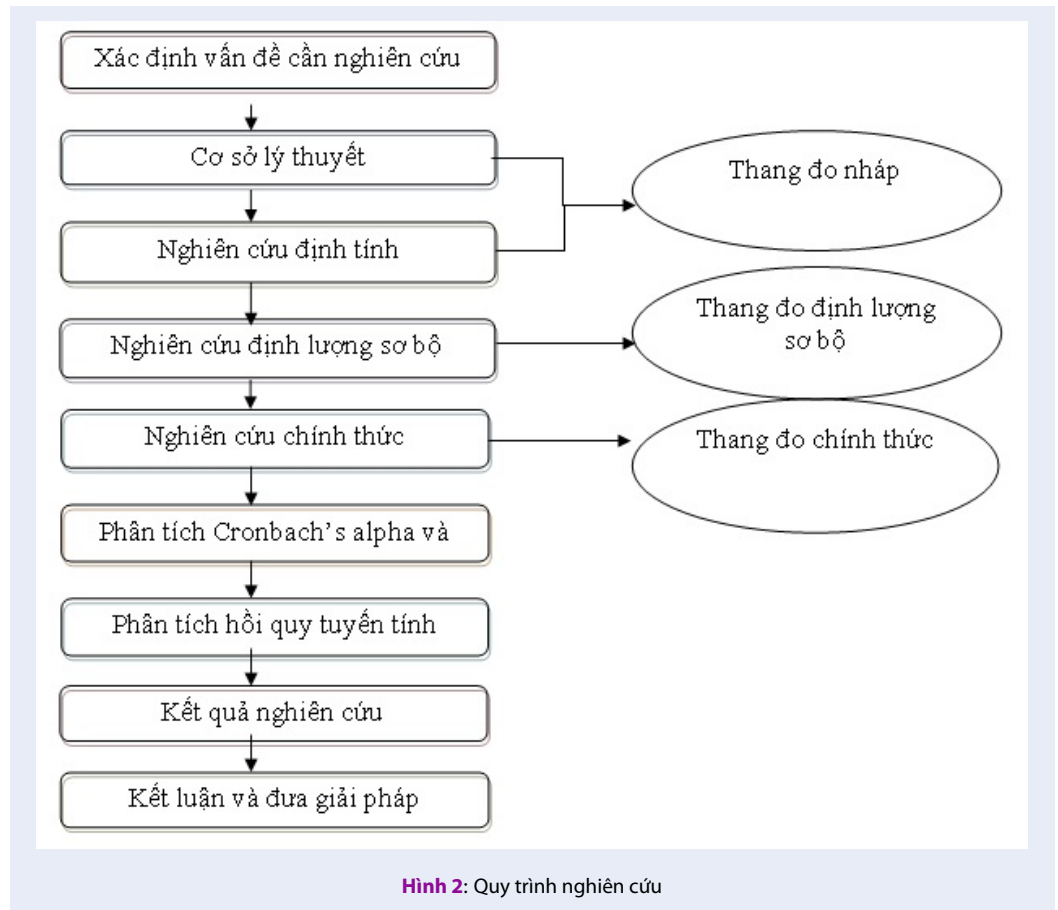 Xác định vấn đề cần nghiên cứu
Cơ sở lý thuyết
Thang đo nháp
Nghiên cứu định tính
Thang đo định lượng
sơ bộ
Nghiên cứu định lượng sơ bộ
Nghiên cứu chính thức
Thang đo chính thức
Phân tích Cronbach’s alpha và
Phân tích hồi quy tuyến tính
Kết quả nghiên cứu
Kết luận và đưa giải pháp
Hình 2: Quy trình nghiên cứu